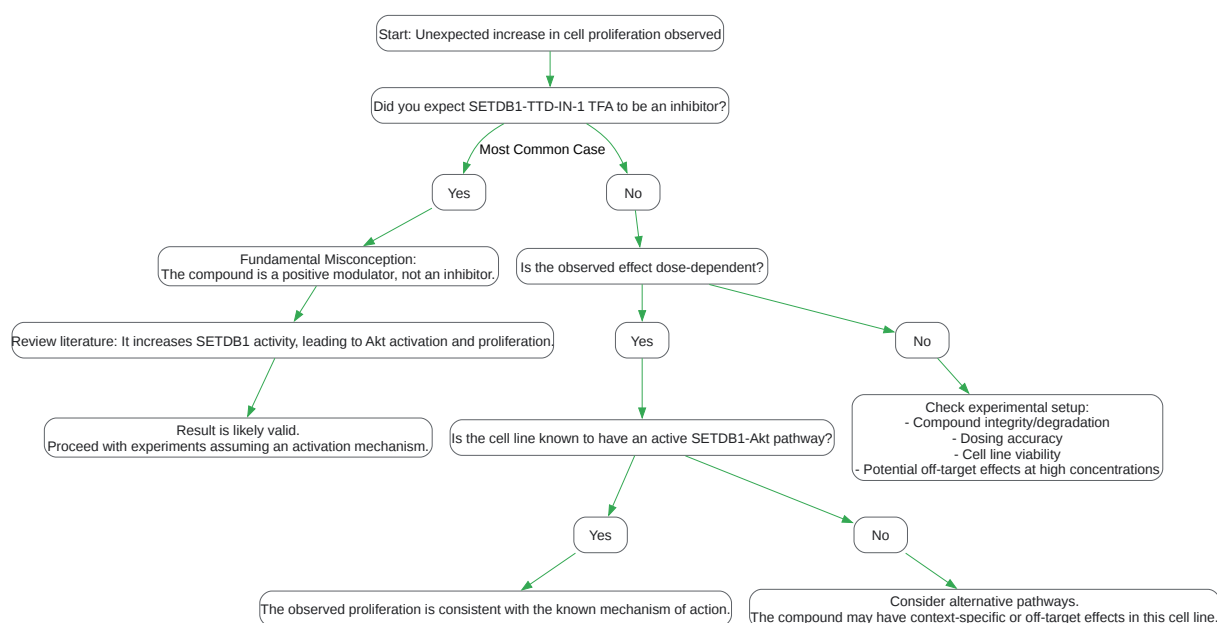 Start: Unexpected increase in cell proliferation observed
Did you expect SETDB1-TTD-IN-1 TFA to be an inhibitor?
Most Common Case
Yes
No
Fundamental Misconception:
The compound is a positive modulator, not an inhibitor.
Is the observed effect dose-dependent?
Review literature: It increases SETDB1 activity, leading to Akt activation and proliferation.
Yes
No
Result is likely valid.
Proceed with experiments assuming an activation mechanism.
Is the cell line known to have an active SETDB1-Akt pathway?
Check experimental setup:
- Compound integrity/degradation
- Dosing accuracy
- Cell line viability
- Potential off-target effects at high concentrations
Yes
No
The observed proliferation is consistent with the known mechanism of action.
Consider alternative pathways.
The compound may have context-specific or off-target effects in this cell line.